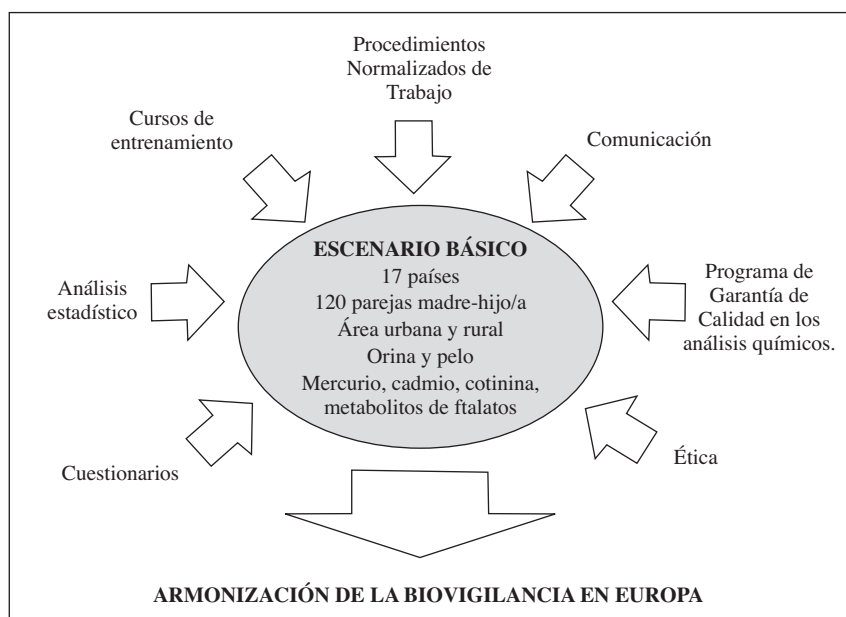 Procedimientos
Normalizados de
Trabajo
Cursos de
entrenamiento
Comunicación
ESCENARIO BÁSICO
17 países
120 parejas madre-hijo/a
Área urbana y rural
Orina y pelo
Mercurio, cadmio, cotinina,
metabolitos de ftalatos
Análisis
estadístico
Programa de
Garantía de
Calidad en los
análisis químicos.
Cuestionarios
Ética
ARMONIZACIÓN DE LA BIOVIGILANCIA EN EUROPA